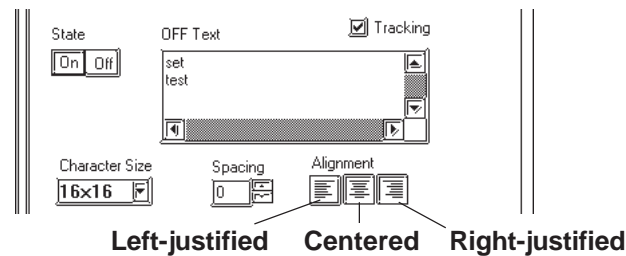 State OFF Text Tracking
On Off
set
test
Character Size Spacing Alignment
16x16 0
Left-justified Centered Right-justified